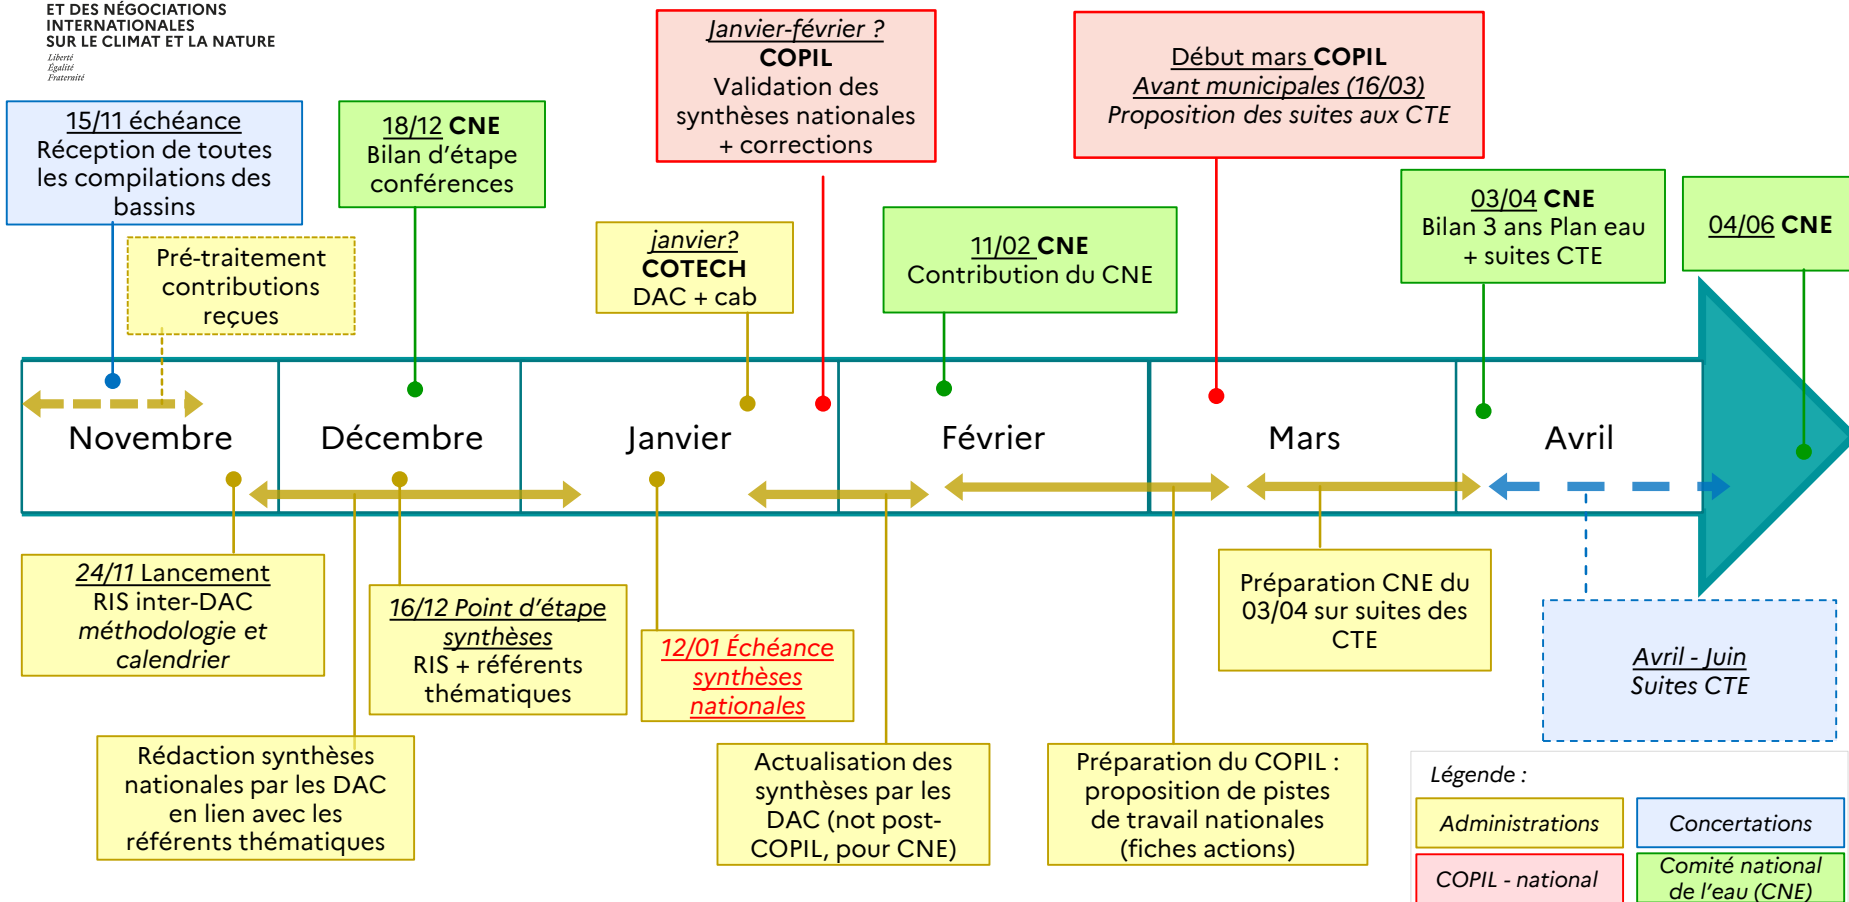 ET DES NÉGOCIATIONS
INTERNATIONALES
SUR LE CLIMAT ET LA NATURE
Liberté
Égalité
Fraternité
15/11 échéance
Réception de toutes
les compilations des
bassins
Pré-traitement
contributions
reçues
18/12 CNE
Bilan d'étape
conférences
Janvier-février ?
COPIL
Validation des
synthèses nationales
+ corrections
janvier?
COTECH
DAC + cab
11/02 CNE
Contribution du CNE
Début mars COPIL
Avant municipales (16/03)
Proposition des suites aux CTE
03/04 CNE
Bilan 3 ans Plan eau
+ suites CTE
04/06 CNE
Novembre
Décembre
Janvier
Février
Mars
Avril
24/11 Lancement
RIS inter-DAC
méthodologie et
calendrier
Rédaction synthèses
nationales par les DAC
en lien avec les
référents thématiques
16/12 Point d'étape
synthèses
RIS + référents
thématiques
12/01 Échéance
synthèses
nationales
Actualisation des
synthèses par les
DAC (not post-
COPIL, pour CNE)
Préparation du COPIL :
proposition de pistes
de travail nationales
(fiches actions)
Préparation CNE du
03/04 sur suites des
CTE
Avril - Juin
Suites CTE
Légende :
Administrations
Concertations
COPIL - national
Comité national
de l'eau (CNE)